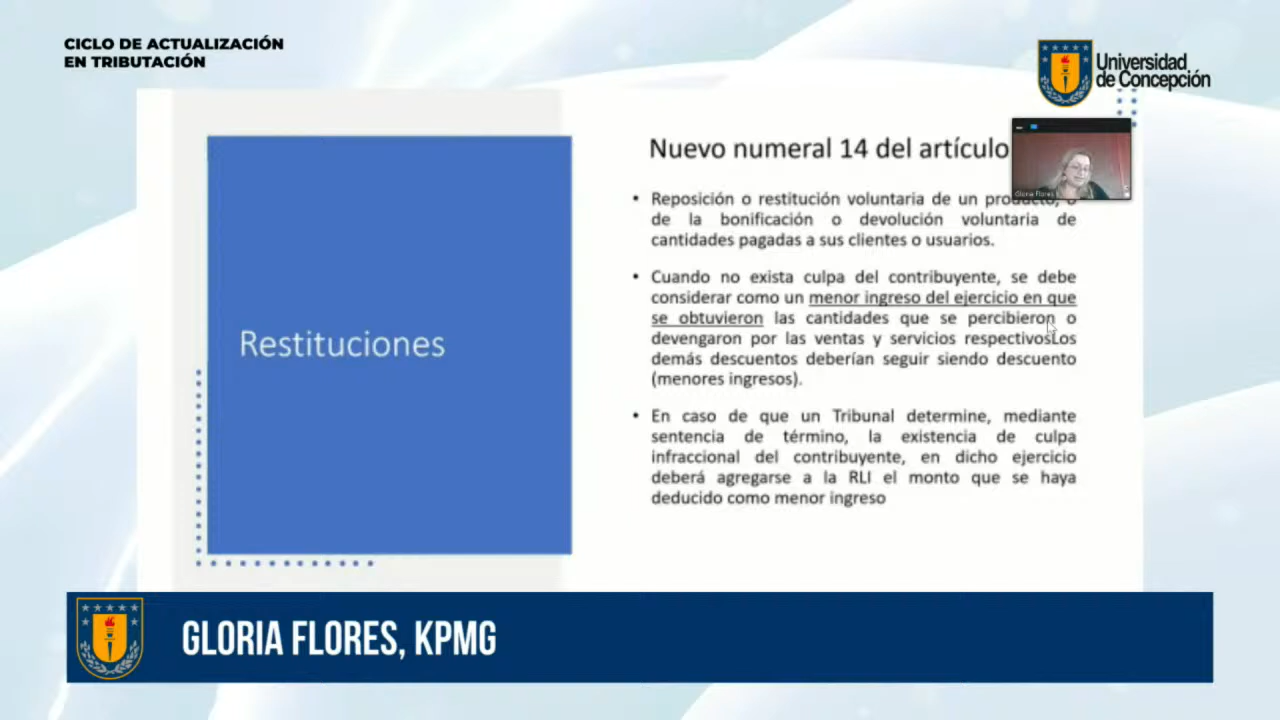 CICLO DE ACTUALIZACIÓN
EN TRIBUTACIÓN
Universidad
de Concepción
Nuevo numeral 14 del artículo
Gloria Flores
Reposición o restitución voluntaria de un producto, o
de la bonificación o devolución voluntaria de
cantidades pagadas a sus clientes o usuarios.
Cuando no exista culpa del contribuyente, se debe
considerar como un menor ingreso del ejercicio en que
se obtuvieron las cantidades que se percibieron o
devengaron por las ventas y servicios respectivosLos
demás descuentos deberían seguir siendo descuento
(menores ingresos).
En caso de que un Tribunal determine, mediante
sentencia de término, la existencia de culpa
infraccional del contribuyente, en dicho ejercicio
deberá agregarse a la RLI el monto que se haya
deducido como menor ingreso
Restituciones
GLORIA FLORES, KPMG